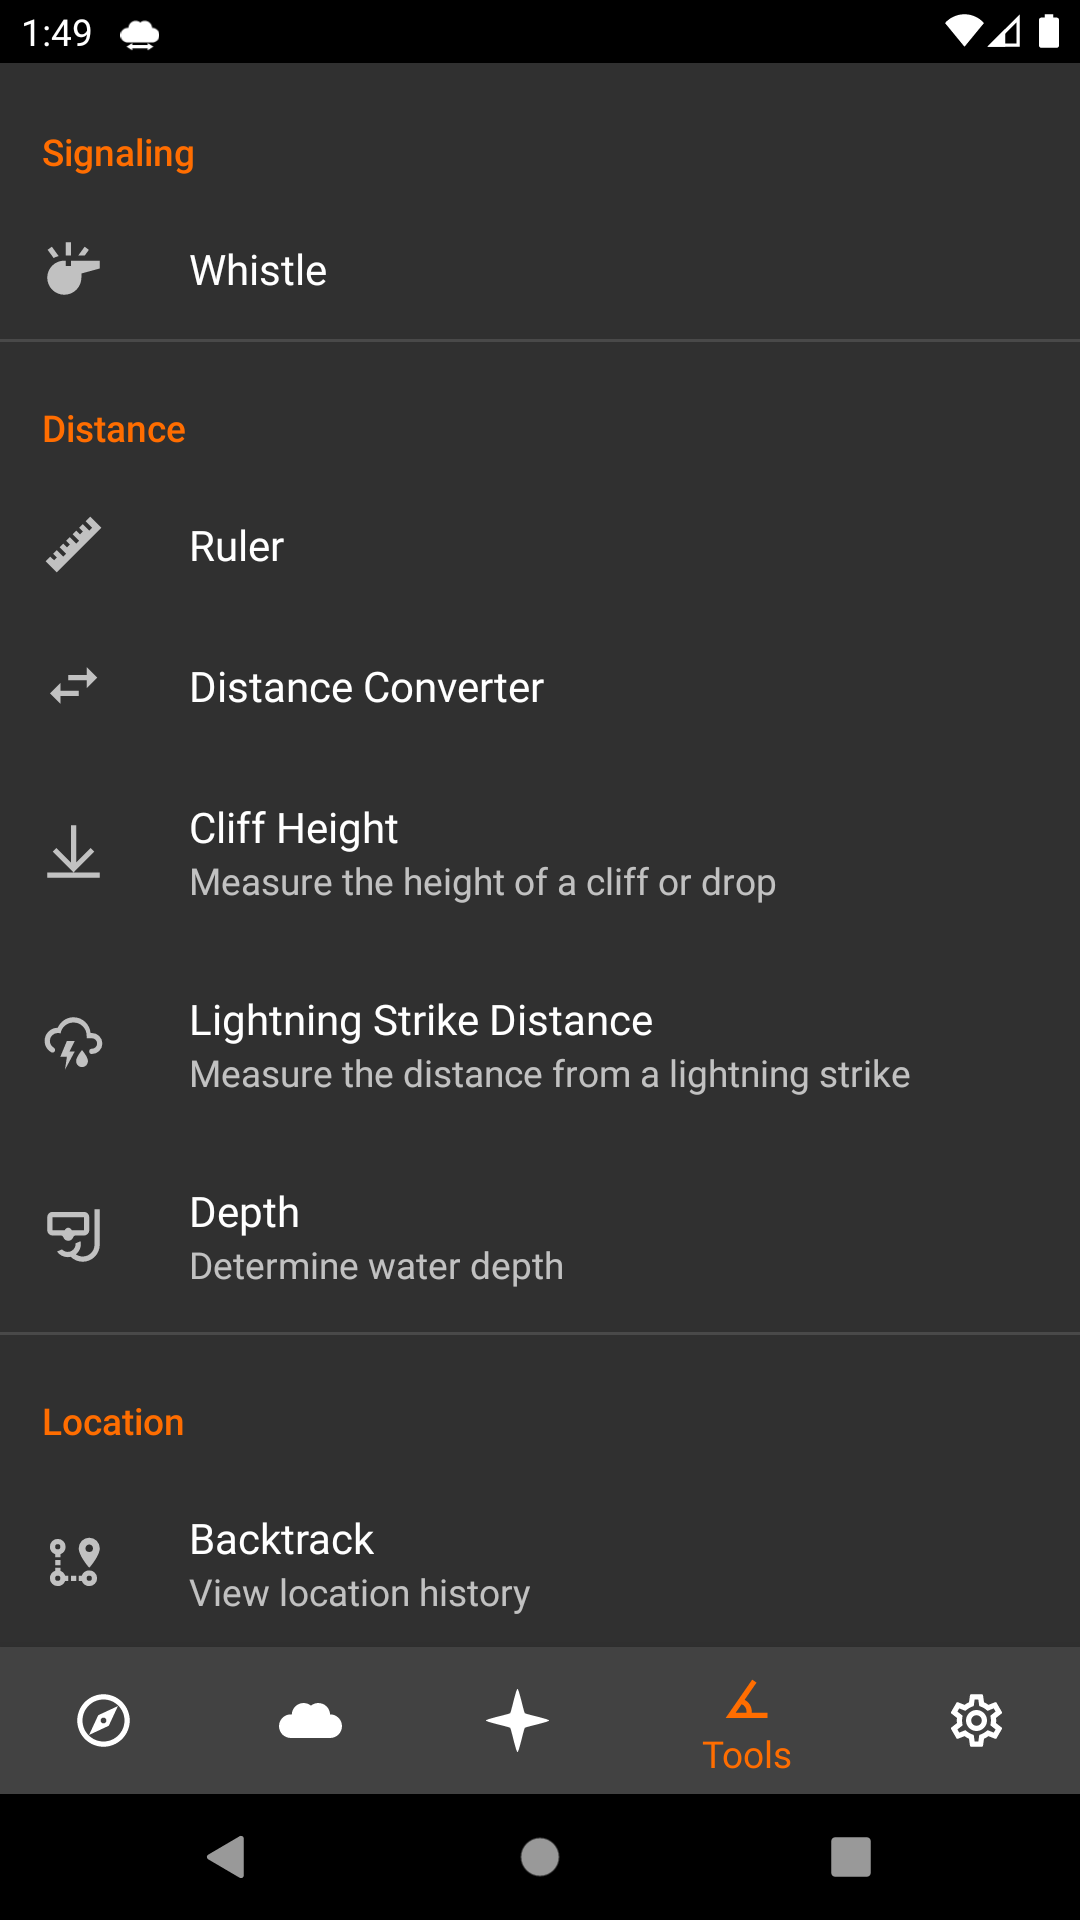 1:49
Signaling
Whistle
Distance
Ruler
Distance Converter
Cliff Height
Measure the height of a cliff or drop
Lightning Strike Distance
Measure the distance from a lightning strike
Depth
Determine water depth
Location
Backtrack
View location history
Tools